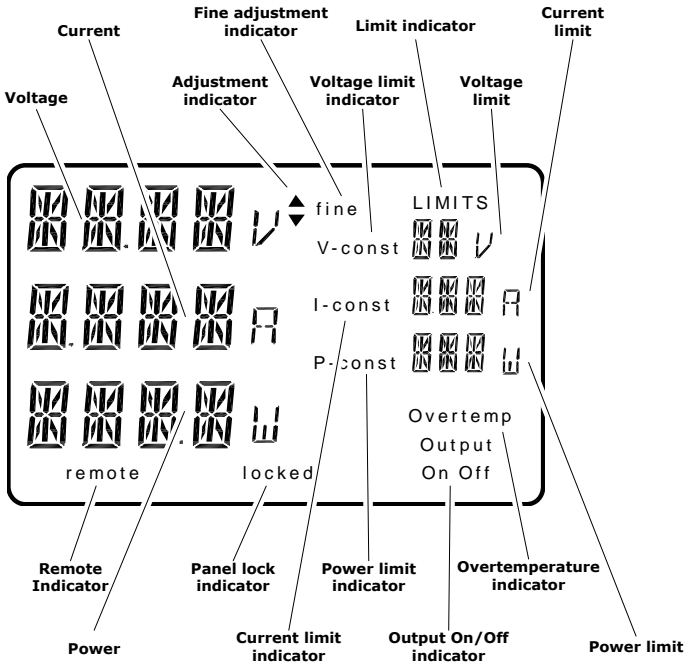 Fine adjustment
indicator
Current
Limit indicator
Current
limit
Voltage
Adjustment
indicator
Voltage limit
indicator
Voltage
limit
V
fine
LIMITS
V-const
V
A
I-const
A
P-const
W
W
Overtemp
Output
On Off
remote
locked
Remote
Indicator
Panel lock
indicator
Power limit
indicator
Overtemperature
indicator
Power
Current limit
indicator
Output On/Off
indicator
Power limit